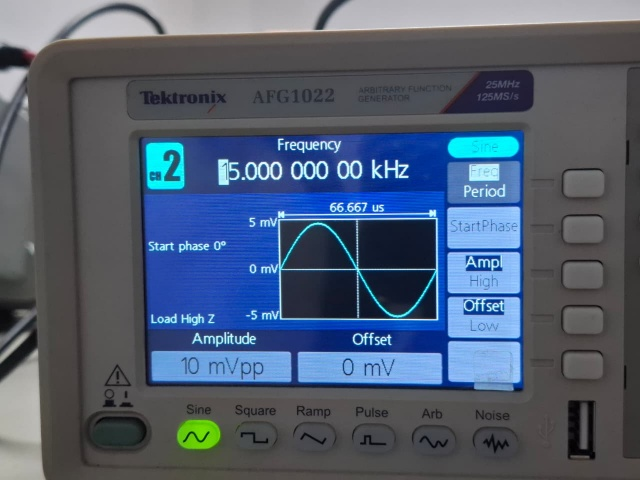 Tektronix AFG1022 ARBITRARY FUNCTION GENERATOR 25MHz 125MS/s
CH 2
Frequency
15.000 000 00 kHz
Sine
Freq
Period
StartPhase
Ampl
High
Offset
Low
66.667 us
5 mV
Start phase 0°
0 mV
Load High Z
-5 mV
Amplitude
Offset
10 mVpp
0 mV
Sine Square Ramp Pulse Arb Noise